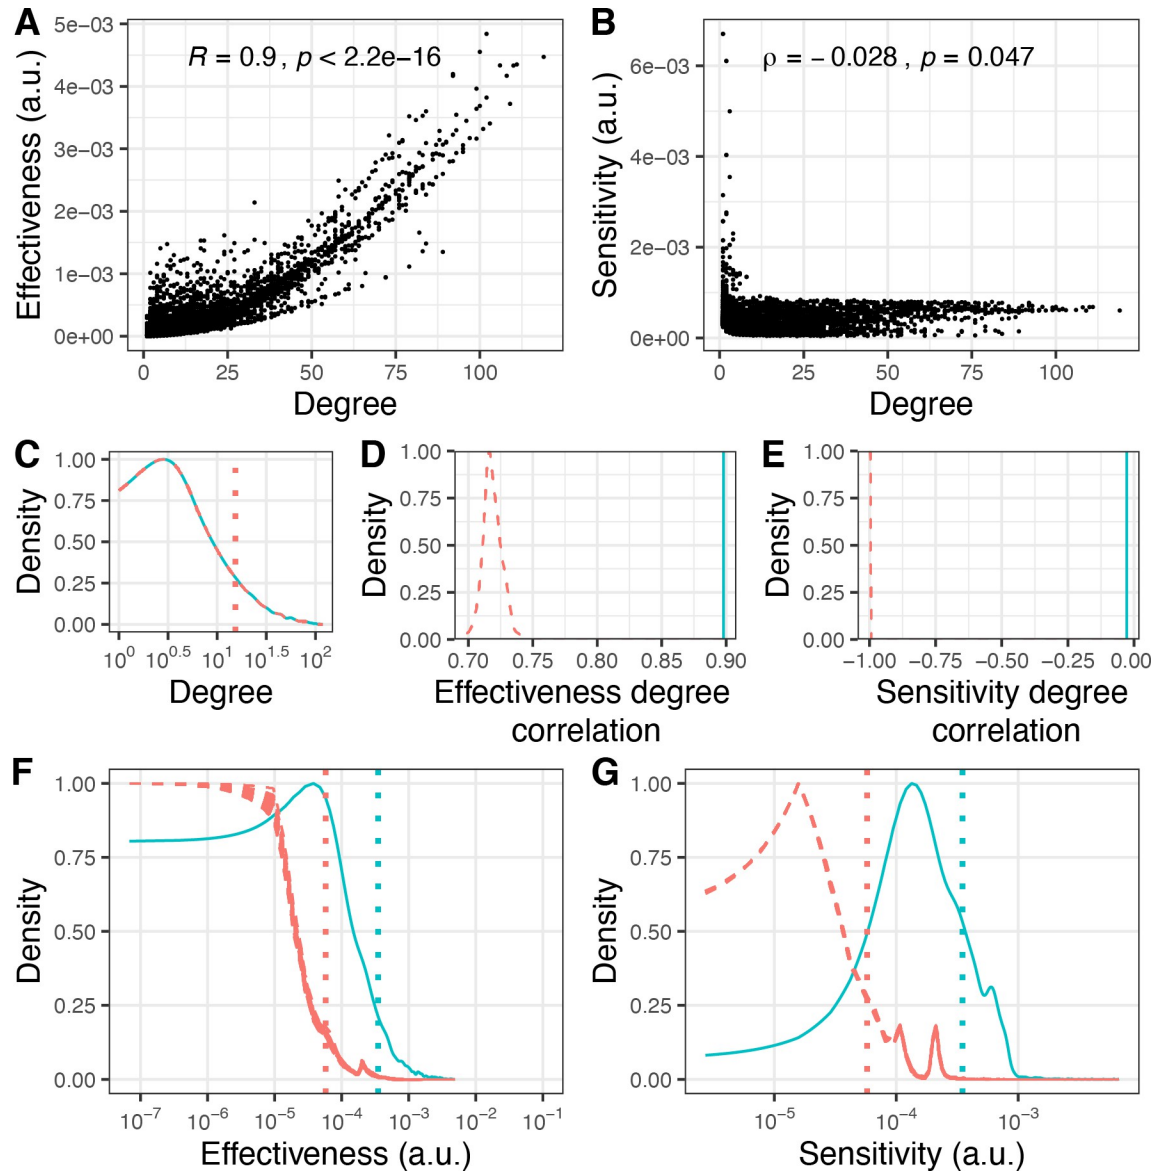 A
Effectiveness (a.u.)
5e−03
4e−03
3e−03
2e−03
1e−03
0e+00
R = 0.9 , p < 2.2e−16
0 25 50 75 100
Degree
B
Sensitivity (a.u.)
6e−03
4e−03
2e−03
0e+00
ρ = − 0.028 , p = 0.047
0 25 50 75 100
Degree
C
Density
1.00
0.75
0.50
0.25
0.00
10^0 10^0.5 10^1 10^1.5 10^2
Degree
D
Density
1.00
0.75
0.50
0.25
0.00
0.70 0.75 0.80 0.85 0.90
Effectiveness degree
correlation
E
Density
1.00
0.75
0.50
0.25
0.00
−1.00 −0.75 −0.50 −0.25 0.00
Sensitivity degree
correlation
F
Density
1.00
0.75
0.50
0.25
0.00
10^−7 10^−6 10^−5 10^−4 10^−3 10^−2 10^−1
Effectiveness (a.u.)
G
Density
1.00
0.75
0.50
0.25
0.00
10^−5 10^−4 10^−3
Sensitivity (a.u.)